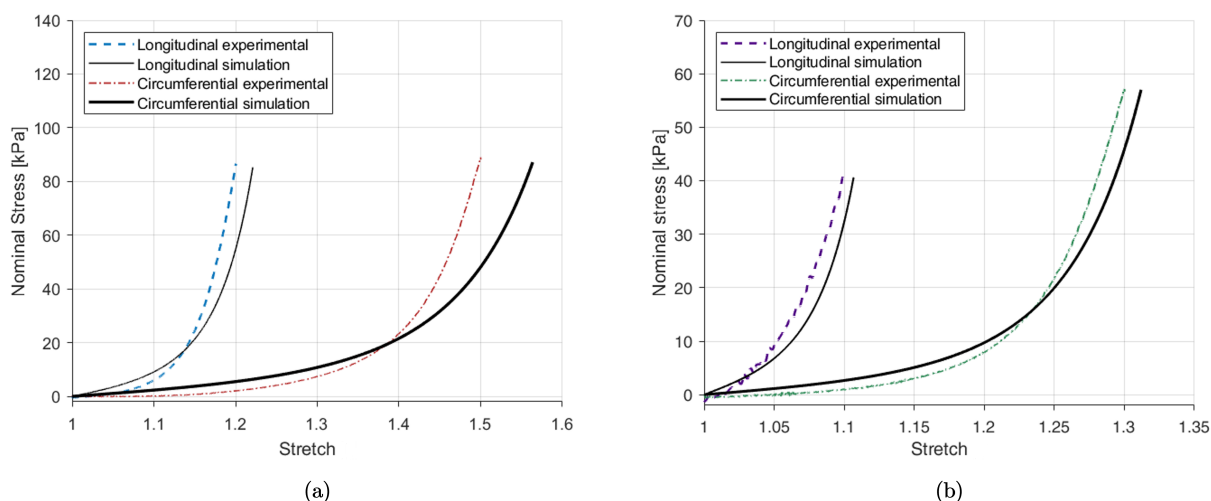 140
120
100
80
60
40
20
0
Nominal Stress [kPa]
Longitudinal experimental
Longitudinal simulation
Circumferential experimental
Circumferential simulation
1 1.1 1.2 1.3 1.4 1.5 1.6
Stretch
(a)
70
60
50
40
30
20
10
0
Nominal stress [kPa]
Longitudinal experimental
Longitudinal simulation
Circumferential experimental
Circumferential simulation
1 1.05 1.1 1.15 1.2 1.25 1.3 1.35
Stretch
(b)